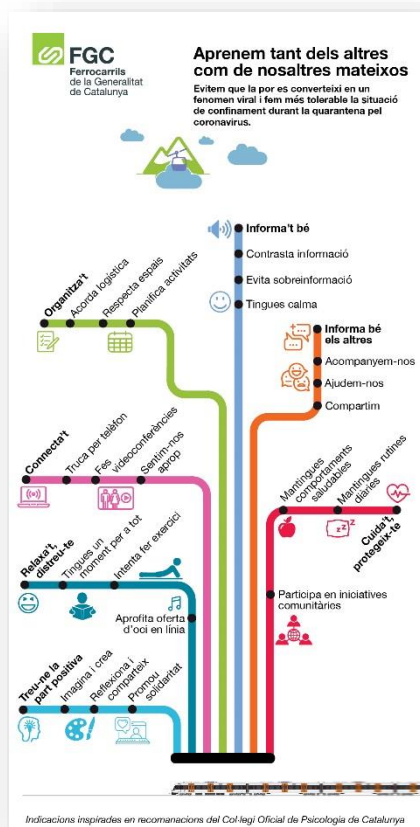 FGC
Ferrocarrils
de la Generalitat
de Catalunya
Aprenem tant dels altres
com de nosaltres mateixos
Evitem que la por es converteixi en un
fenomen viral i fem més tolerable la situació
de confinament durant la quarantena pel
coronavirus.
Informa't bé
Contrasta informació
Evita sobreinformació
Tingues calma
Organitza't
Acorda logística
Respecta espais
Planifica activitats
Informa bé
els altres
Acompanyem-nos
Ajudem-nos
Compartim
Connecta't
Truca per telèfon
Fes
videoconferències
Sentim-nos
aprop
Mantingues
comportaments
saludables
Mantingues rutines
diàries
Cuida't,
protegeix-te
zzZ
Participa en iniciatives
comunitàries
Relaxa't,
distreu-te
Tingues un
moment per a tot
Intenta fer exercici
Aprofita oferta
d'oci en línia
Treu-ne la
part positiva
Imagina i crea
Reflexiona i
comparteix
Promou
solidaritat
Indicacions inspirades en recomanacions del Col·legi Oficial de Psicologia de Catalunya